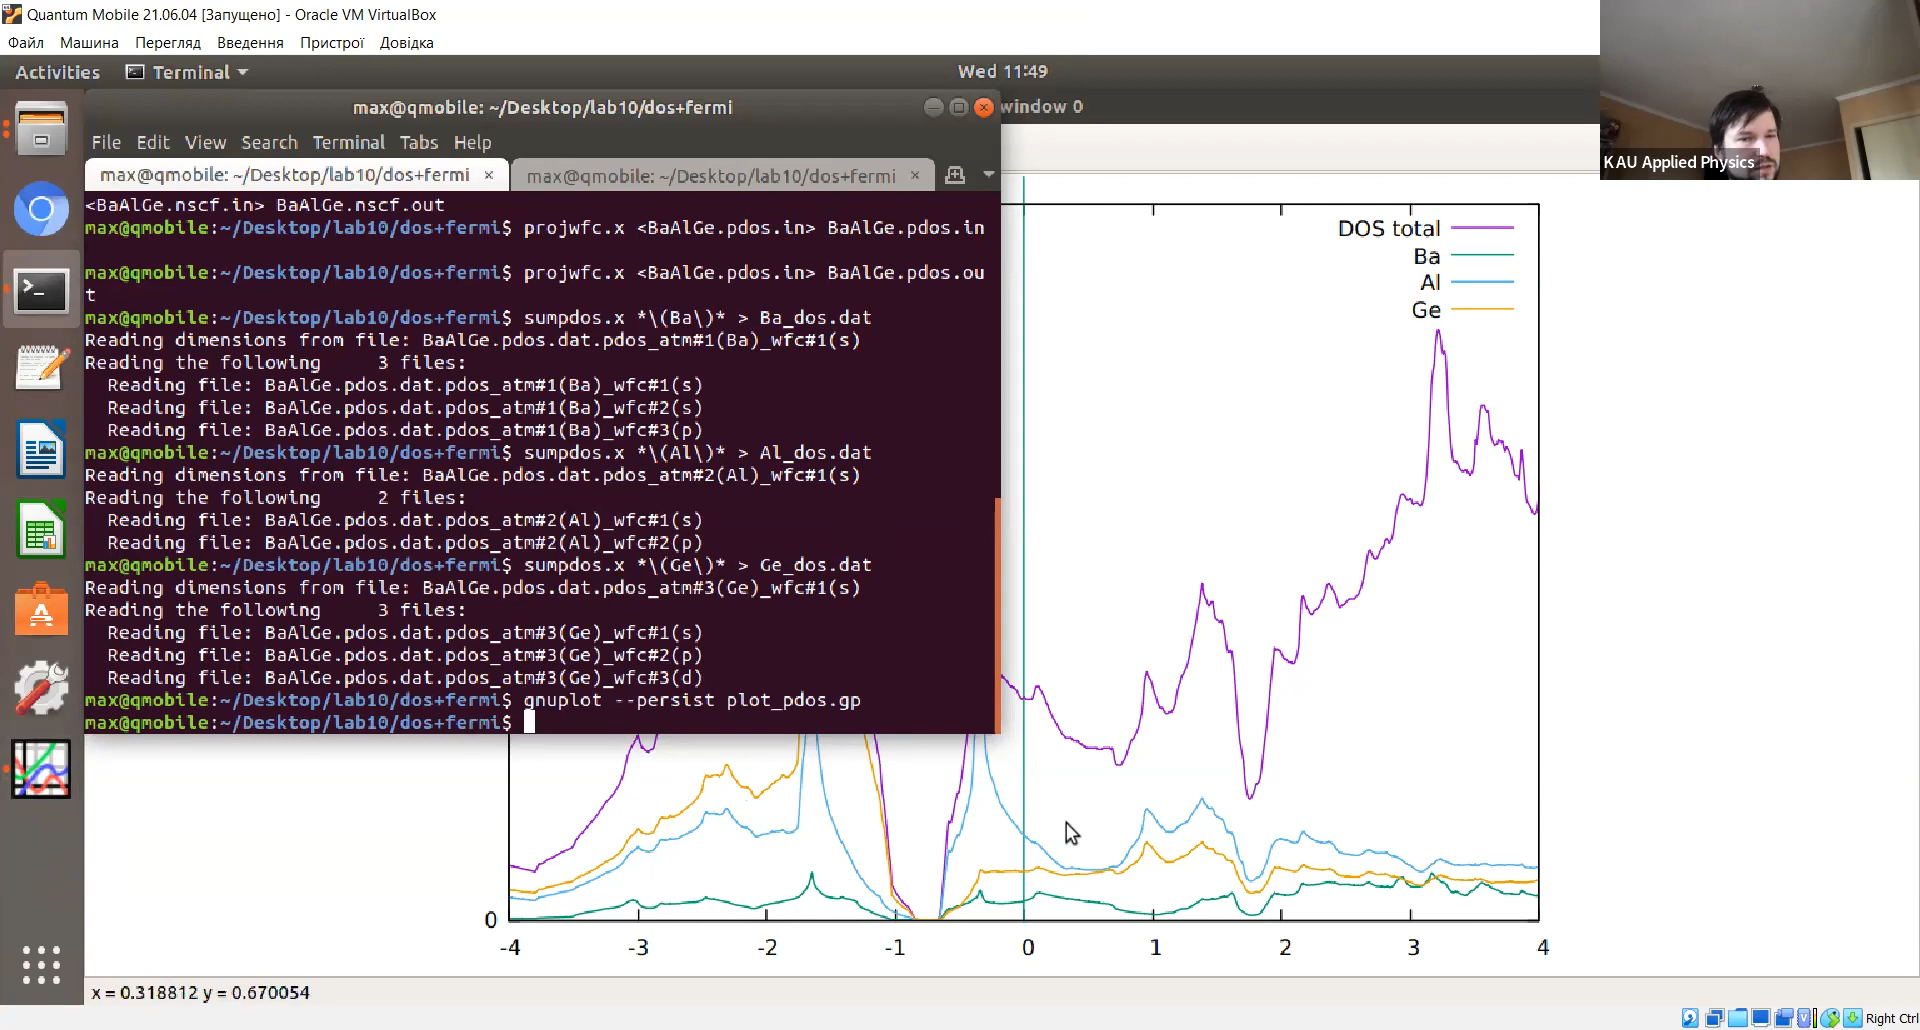 Quantum Mobile 21.06.04 [Запущено] - Oracle VM VirtualBox
Файл Машина Перегляд Введення Пристрої Довідка
Activities Terminal Wed 11:49
max@qmobile: ~/Desktop/lab10/dos+fermi
window 0
File Edit View Search Terminal Tabs Help
max@qmobile: ~/Desktop/lab10/dos+fermi × max@qmobile: ~/Desktop/lab10/dos+fermi ×
KAU Applied Physics
<BaAlGe.nscf.in> BaAlGe.nscf.out
max@qmobile:~/Desktop/lab10/dos+fermi$ projwfc.x <BaAlGe.pdos.in> BaAlGe.pdos.in
max@qmobile:~/Desktop/lab10/dos+fermi$ projwfc.x <BaAlGe.pdos.in> BaAlGe.pdos.ou
t
max@qmobile:~/Desktop/lab10/dos+fermi$ sumpdos.x *\(Ba\)* > Ba_dos.dat
Reading dimensions from file: BaAlGe.pdos.dat.pdos_atm#1(Ba)_wfc#1(s)
Reading the following 3 files:
Reading file: BaAlGe.pdos.dat.pdos_atm#1(Ba)_wfc#1(s)
Reading file: BaAlGe.pdos.dat.pdos_atm#1(Ba)_wfc#2(s)
Reading file: BaAlGe.pdos.dat.pdos_atm#1(Ba)_wfc#3(p)
max@qmobile:~/Desktop/lab10/dos+fermi$ sumpdos.x *\(Al\)* > Al_dos.dat
Reading dimensions from file: BaAlGe.pdos.dat.pdos_atm#2(Al)_wfc#1(s)
Reading the following 2 files:
Reading file: BaAlGe.pdos.dat.pdos_atm#2(Al)_wfc#1(s)
Reading file: BaAlGe.pdos.dat.pdos_atm#2(Al)_wfc#2(p)
max@qmobile:~/Desktop/lab10/dos+fermi$ sumpdos.x *\(Ge\)* > Ge_dos.dat
Reading dimensions from file: BaAlGe.pdos.dat.pdos_atm#3(Ge)_wfc#1(s)
Reading the following 3 files:
Reading file: BaAlGe.pdos.dat.pdos_atm#3(Ge)_wfc#1(s)
Reading file: BaAlGe.pdos.dat.pdos_atm#3(Ge)_wfc#2(p)
Reading file: BaAlGe.pdos.dat.pdos_atm#3(Ge)_wfc#3(d)
max@qmobile:~/Desktop/lab10/dos+fermi$ gnuplot --persist plot_pdos.gp
max@qmobile:~/Desktop/lab10/dos+fermi$
DOS total
Ba
Al
Ge
0
-4 -3 -2 -1 0 1 2 3 4
x = 0.318812 y = 0.670054
Right Ctrl